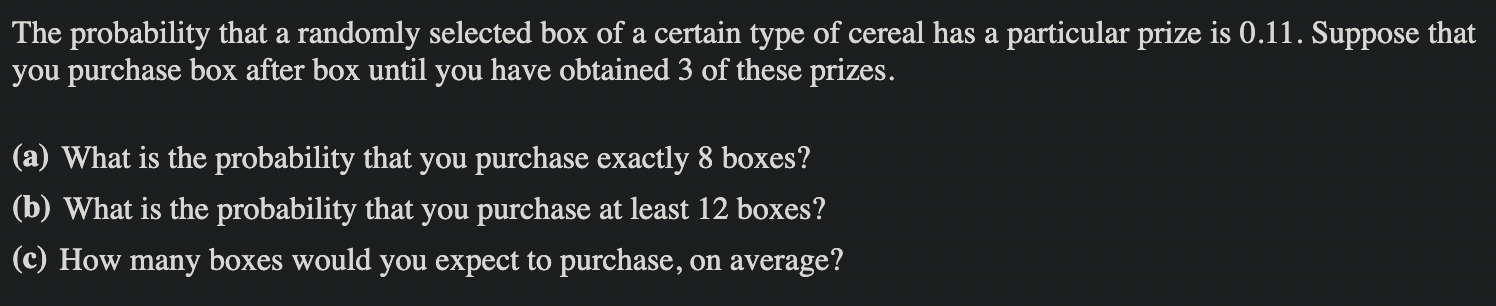 The probability that a randomly selected box of a certain type of cereal has a particular prize is 0.11. Suppose that
you purchase box after box until you have obtained 3 of these prizes.
(a) What is the probability that you purchase exactly 8 boxes?
(b) What is the probability that you purchase at least 12 boxes?
(c) How many boxes would you expect to purchase, on average?